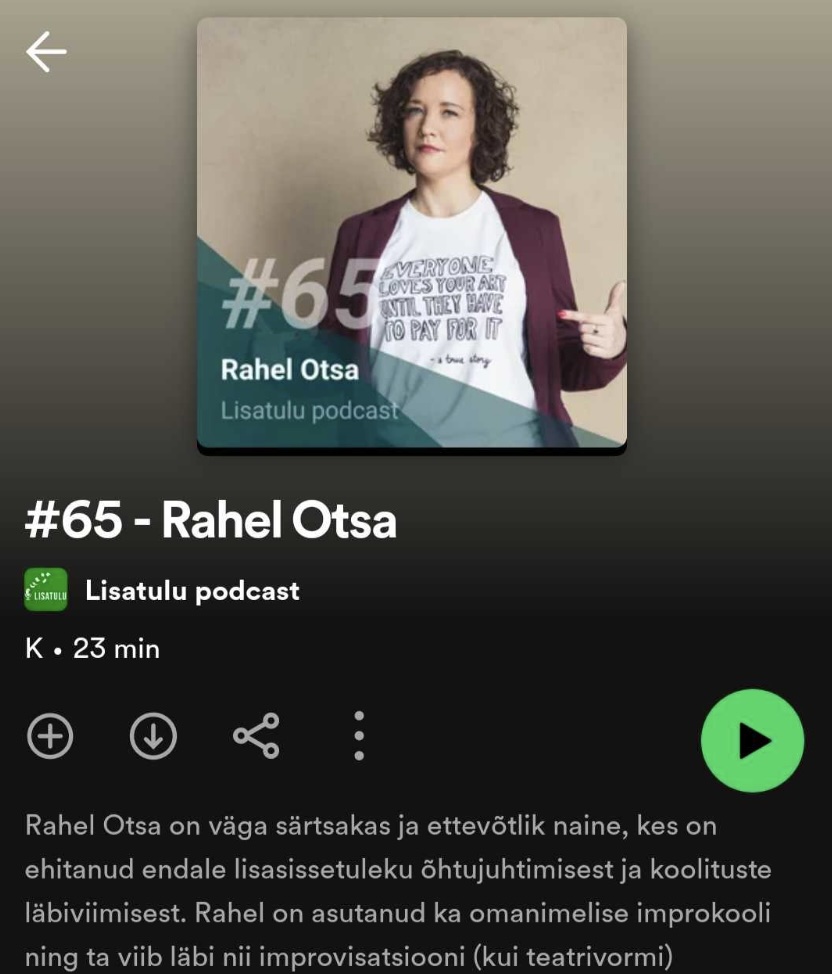 EVERYONE
LOVES YOUR ART
UNTIL THEY HAVE
TO PAY FOR IT
- a true story
#65
Rahel Otsa
Lisatulu podcast
#65 - Rahel Otsa
LISATULU
Lisatulu podcast
K • 23 min
Rahel Otsa on väga särtsakas ja ettevõtlik naine, kes on
ehitanud endale lisasissetuleku õhtujuhtimisest ja koolituste
läbiviimisest. Rahel on asutanud ka omanimelise improkooli
ning ta viib läbi nii improvisatsiooni (kui teatrivormi)